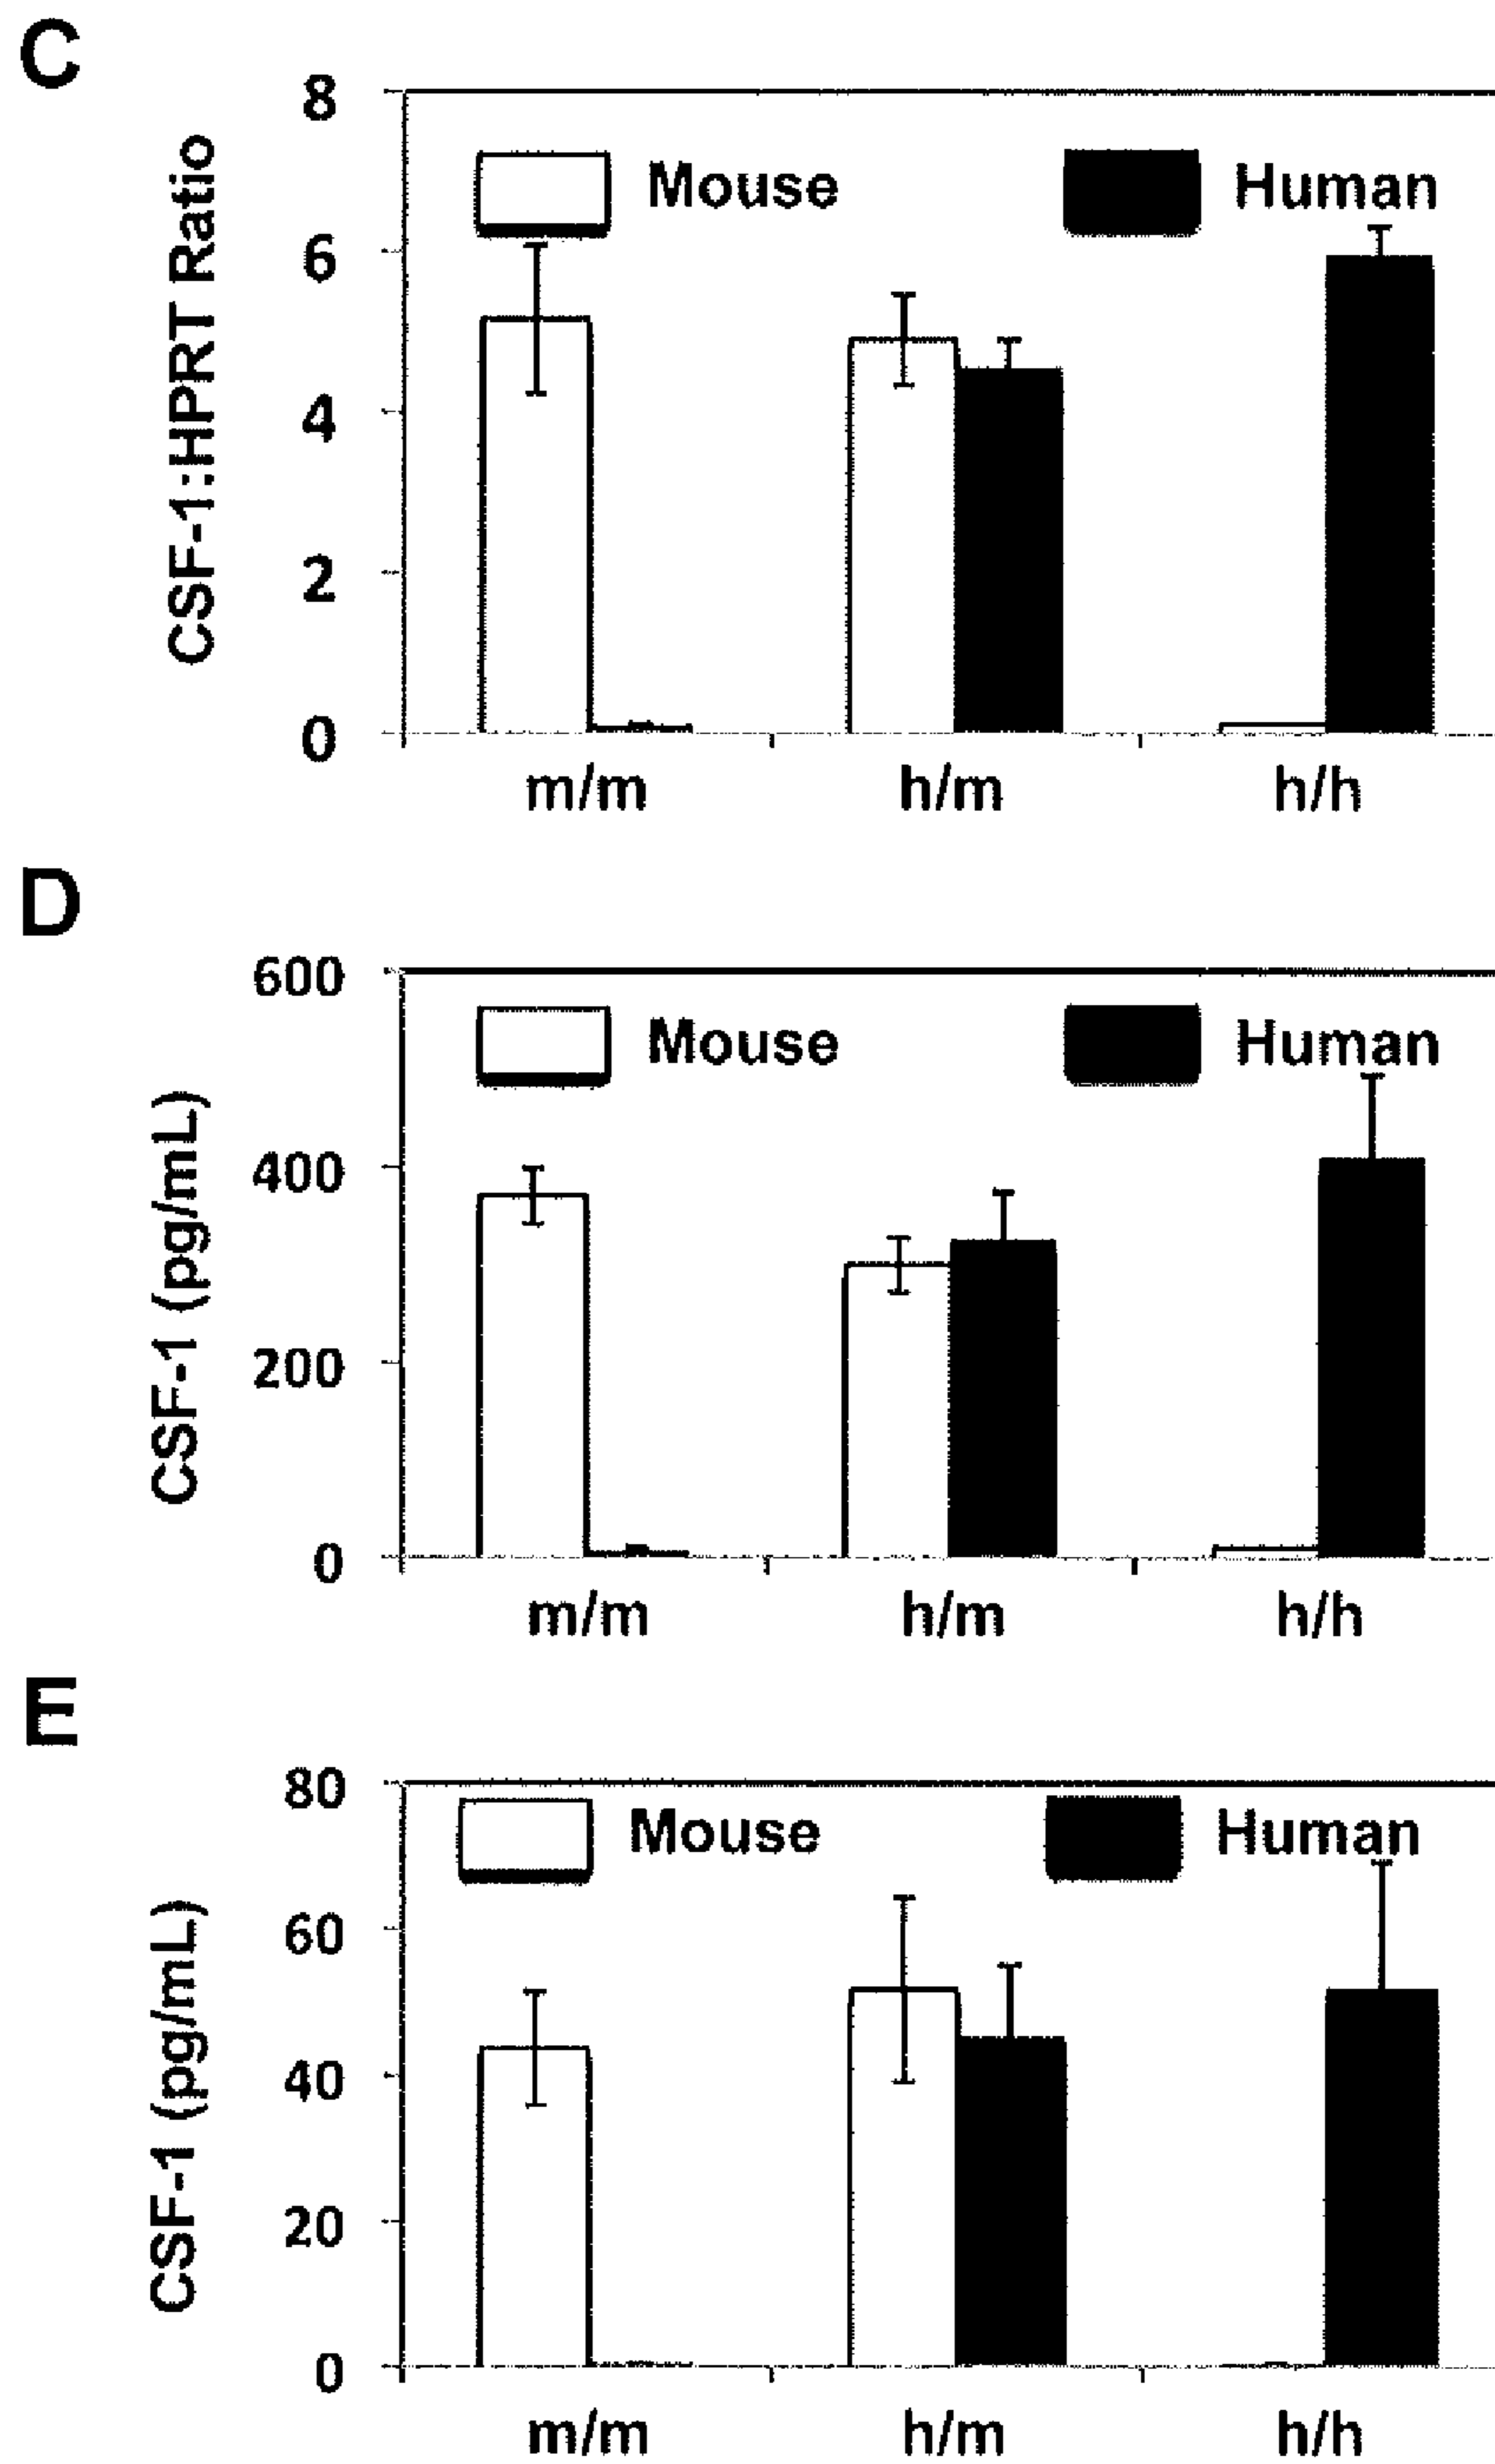 C
CSF-1::HPRT Ratio
8
6
4
2
0
Mouse
Human
m/m
h/m
h/h
D
CSF-1 (pg/mL)
600
400
200
0
Mouse
Human
m/m
h/m
h/h
E
CSF-1 (pg/mL)
80
60
40
20
0
Mouse
Human
m/m
h/m
h/h